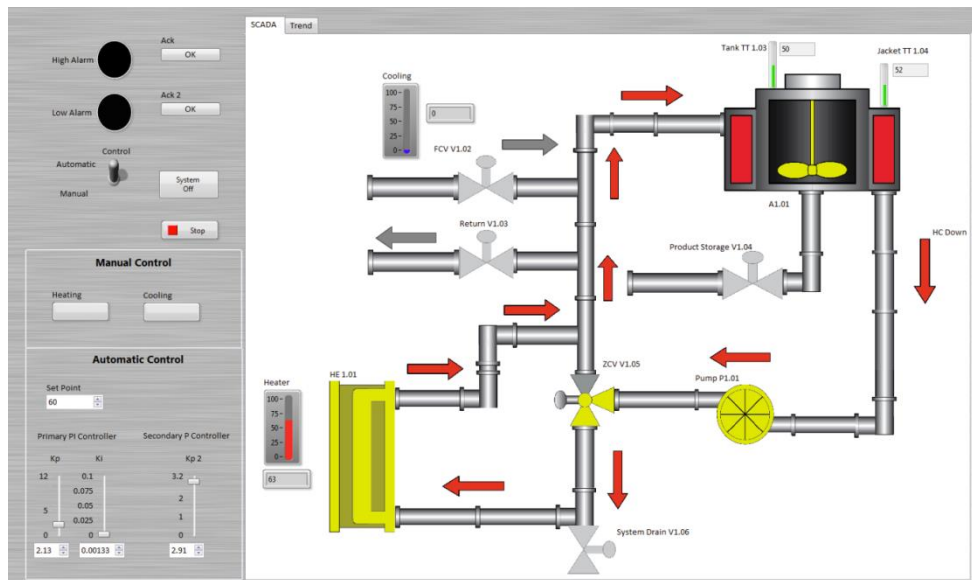 SCADA
Trend
High Alarm
Ack
OK
Low Alarm
Ack 2
OK
Control
Automatic
Manual
System
Off
Stop
Manual Control
Heating
Cooling
Automatic Control
Set Point
60
Primary PI Controller
Secondary P Controller
Kp
Ki
Kp 2
12
5
0
0.1
0.075
0.05
0.025
0
3.2
2
1
0
2.13
0.00133
2.91
Cooling
100-
75-
50-
25-
0-
0
FCV V1.02
Return V1.03
Tank TT 1.03
50
Jacket TT 1.04
52
A1.01
Product Storage V1.04
HC Down
HE 1.01
ZCV V1.05
Pump P1.01
Heater
100-
75-
50-
25-
0-
63
System Drain V1.06